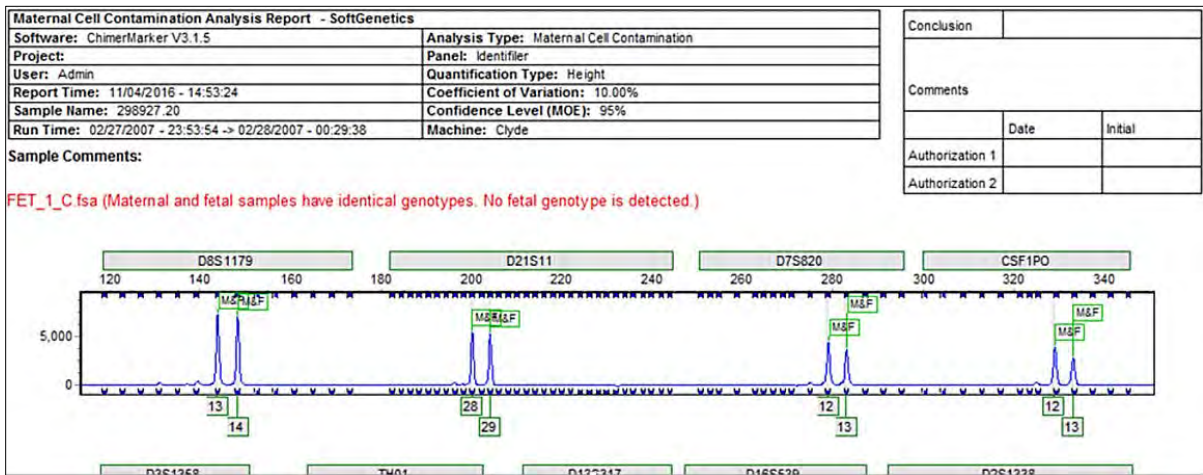 Maternal Cell Contamination Analysis Report - SoftGenetics
Software: ChimerMarker V3.1.5 Analysis Type: Maternal Cell Contamination
Project: Panel: Identifiler
User: Admin Quantification Type: Height
Report Time: 11/04/2016 - 14:53:24 Coefficient of Variation: 10.00%
Sample Name: 298927.20 Confidence Level (MOE): 95%
Run Time: 02/27/2007 - 23:53:54 -> 02/28/2007 - 00:29:38 Machine: Clyde
Conclusion
Comments
Date Initial
Authorization 1
Authorization 2
Sample Comments:
FET_1_C.fsa (Maternal and fetal samples have identical genotypes. No fetal genotype is detected.)
D8S1179 D21S11 D7S820 CSF1PO
120 140 160 180 200 220 240 260 280 300 320 340
M&F M&F M&F M&F
M&F M&F M&F M&F
5,000
0
13 28 12 12
14 29 13 13
D3S1358 TH01 D13S317 D16S539 D2S1338